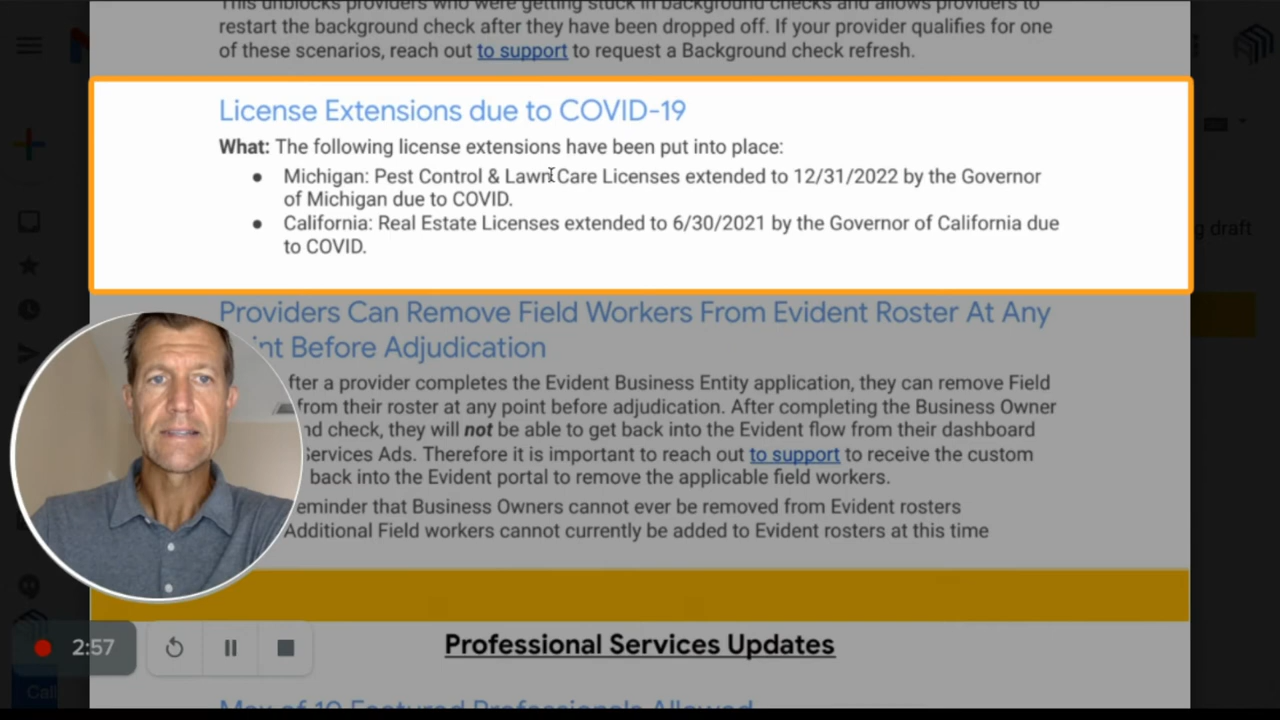 This unblocks providers who were getting stuck in background checks and allows providers to
restart the background check after they have been dropped off. If your provider qualifies for one
of these scenarios, reach out to support to request a Background check refresh.
License Extensions due to COVID-19
What: The following license extensions have been put into place:
● Michigan: Pest Control & Lawn Care Licenses extended to 12/31/2022 by the Governor
of Michigan due to COVID.
● California: Real Estate Licenses extended to 6/30/2021 by the Governor of California due
to COVID.
Providers Can Remove Field Workers From Evident Roster At Any
nt Before Adjudication
fter a provider completes the Evident Business Entity application, they can remove Field
from their roster at any point before adjudication. After completing the Business Owner
nd check, they will not be able to get back into the Evident flow from their dashboard
Services Ads. Therefore it is important to reach out to support to receive the custom
back into the Evident portal to remove the applicable field workers.
eminder that Business Owners cannot ever be removed from Evident rosters
Additional Field workers cannot currently be added to Evident rosters at this time
g draft
2:57
Professional Services Updates
Call
Max of 10 Featured Professionals Allowed